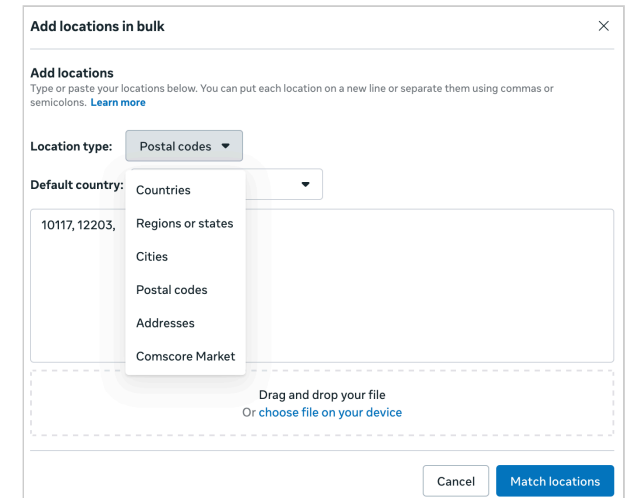 Add locations in bulk
Add locations
Type or paste your locations below. You can put each location on a new line or separate them using commas or
semicolons. Learn more
Location type: Postal codes
Default country:
Countries
Regions or states
10117, 12203,
Cities
Postal codes
Addresses
Comscore Market
Drag and drop your file
Or choose file on your device
Cancel Match locations